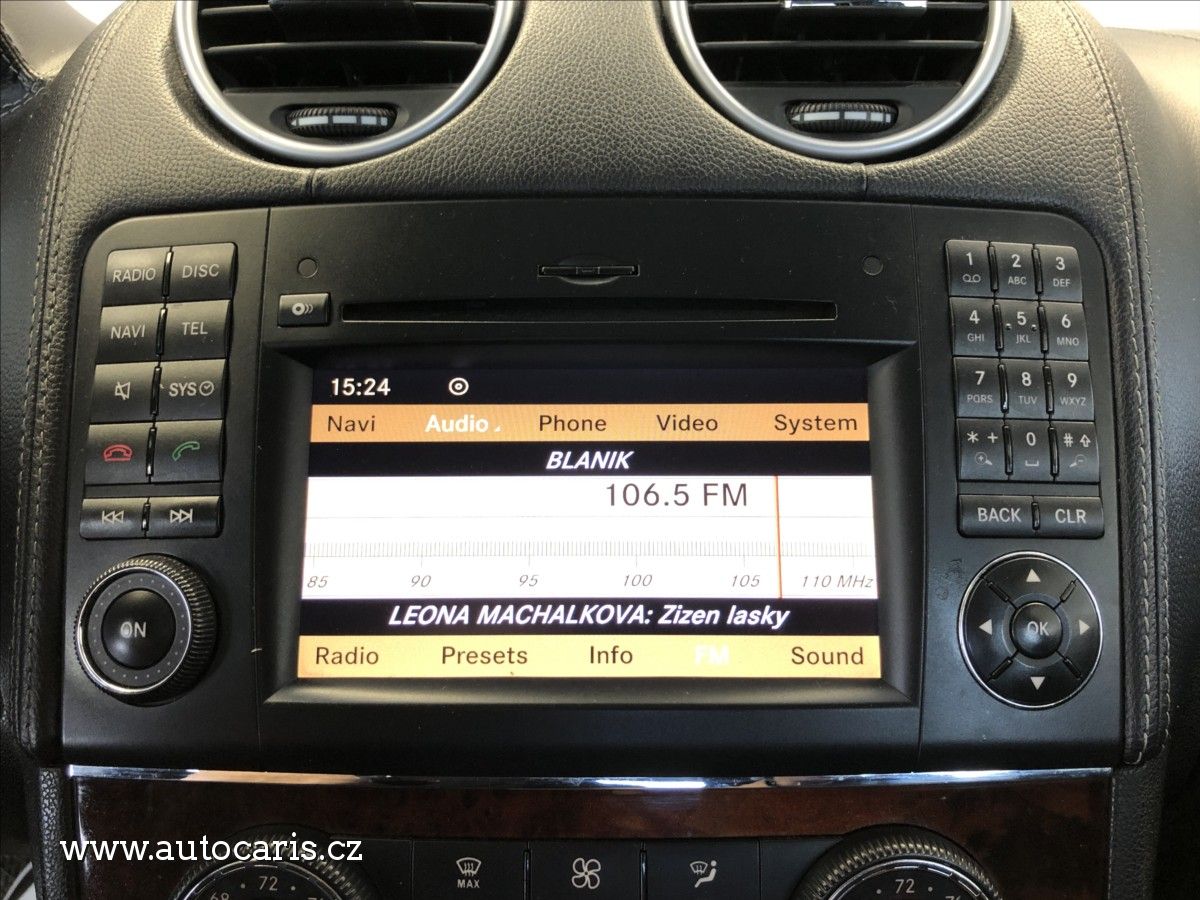 RADIO DISC
NAVI TEL
SYS
ON
15:24
Navi Audio Phone Video System
BLANIK
106.5 FM
85 90 95 100 105 110 MHz
LEONA MACHALKOVA: Zizen lasky
Radio Presets Info FM Sound
1 2 ABC 3 DEF
4 GHI 5 JKL 6 MNO
7 PQRS 8 TUV 9 WXYZ
* + 0 #
BACK CLR
OK
www.autocaris.cz
72 MAX 72